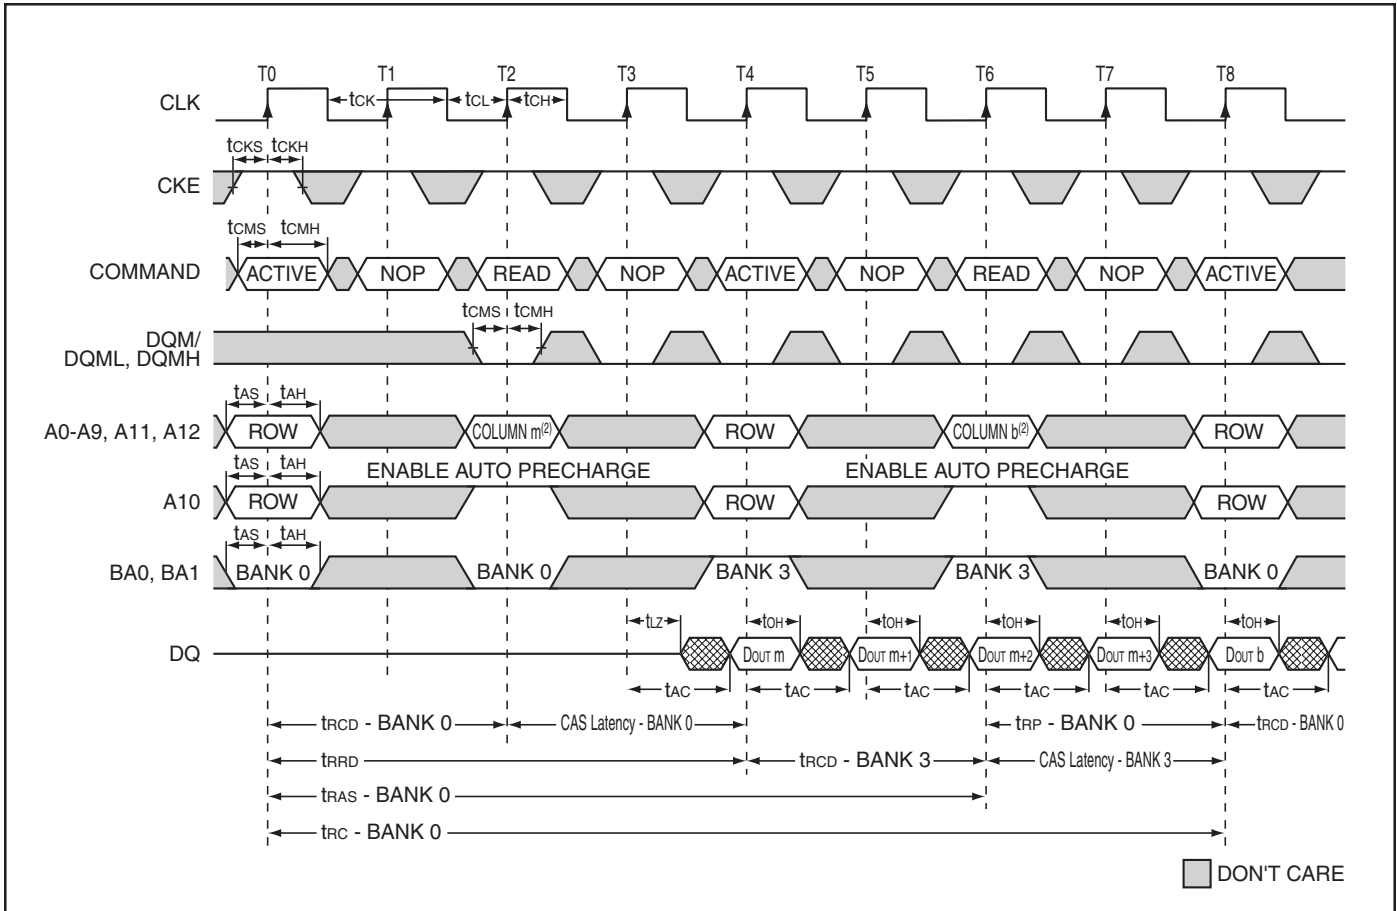 T0 T1 T2 T3 T4 T5 T6 T7 T8
CLK tCK tCL tCH
tCKS tCKH
CKE
tCMS tCMH
COMMAND ACTIVE NOP READ NOP ACTIVE NOP READ NOP ACTIVE
tCMS tCMH
DQM/
DQML, DQMH
tAS tAH
A0-A9, A11, A12 ROW COLUMN m(2) ROW COLUMN b(2) ROW
tAS tAH ENABLE AUTO PRECHARGE ENABLE AUTO PRECHARGE
A10 ROW ROW ROW
tAS tAH
BA0, BA1 BANK 0 BANK 0 BANK 3 BANK 3 BANK 0
tLZ tOH tOH tOH tOH tOH
DQ DOUT m DOUT m+1 DOUT m+2 DOUT m+3 DOUT b
tAC tAC tAC tAC tAC tAC
tRCD - BANK 0 CAS Latency - BANK 0 tRP - BANK 0 tRCD - BANK 0
tRRD tRCD - BANK 3 CAS Latency - BANK 3
tRAS - BANK 0
tRC - BANK 0
DON'T CARE